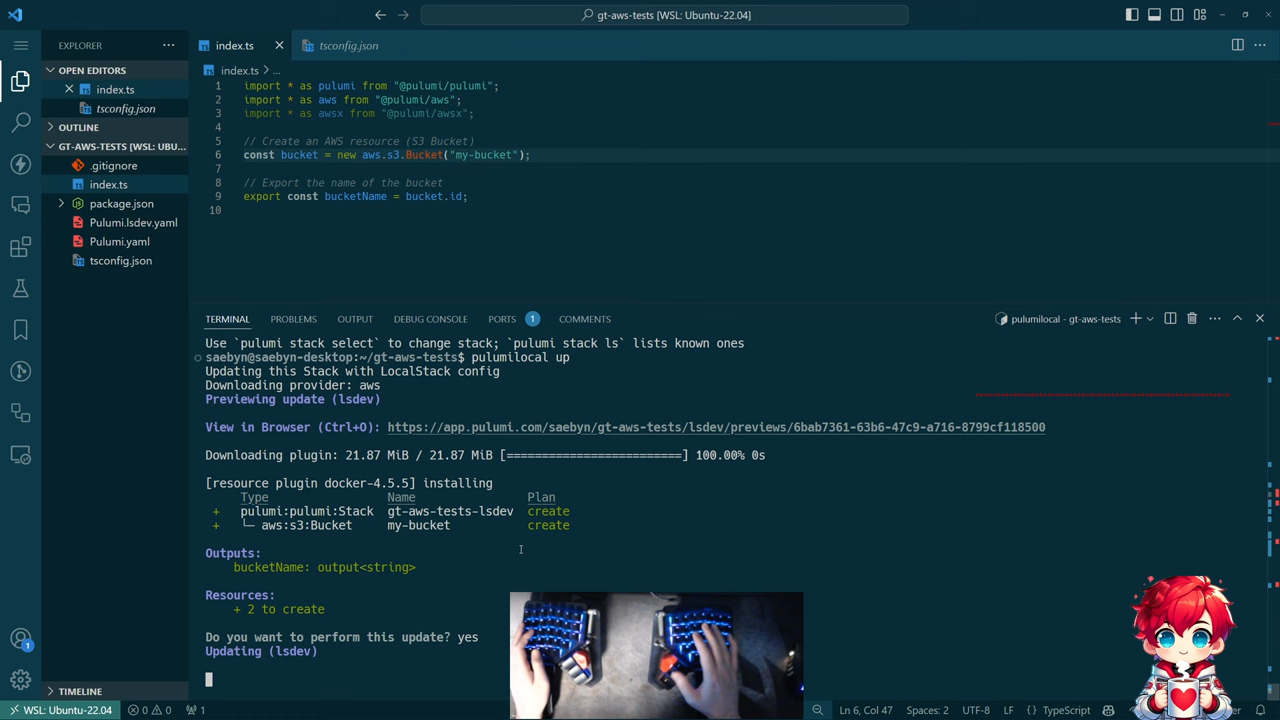 gt-aws-tests [WSL: Ubuntu-22.04]
EXPLORER
OPEN EDITORS
index.ts
tsconfig.json
OUTLINE
GT-AWS-TESTS [WSL: UBU...
.gitignore
index.ts
package.json
Pulumi.lsdev.yaml
Pulumi.yaml
tsconfig.json
TIMELINE
index.ts
tsconfig.json
index.ts > ...
1 import * as pulumi from "@pulumi/pulumi";
2 import * as aws from "@pulumi/aws";
3 import * as awsx from "@pulumi/awsx";
4
5 // Create an AWS resource (S3 Bucket)
6 const bucket = new aws.s3.Bucket("my-bucket");
7
8 // Export the name of the bucket
9 export const bucketName = bucket.id;
10
TERMINAL PROBLEMS OUTPUT DEBUG CONSOLE PORTS 1 COMMENTS
pulumilocal - gt-aws-tests
Use `pulumi stack select` to change stack; `pulumi stack ls` lists known ones
saebyn@saebyn-desktop:~/gt-aws-tests$ pulumilocal up
Updating this Stack with LocalStack config
Downloading provider: aws
Previewing update (lsdev)
View in Browser (Ctrl+O): https://app.pulumi.com/saebyn/gt-aws-tests/lsdev/previews/6bab7361-63b6-47c9-a716-8799cf118500
Downloading plugin: 21.87 MiB / 21.87 MiB [=========================] 100.00% 0s
[resource plugin docker-4.5.5] installing
Type Name Plan
+ pulumi:pulumi:Stack gt-aws-tests-lsdev create
+ └─ aws:s3:Bucket my-bucket create
Outputs:
bucketName: output<string>
Resources:
+ 2 to create
Do you want to perform this update? yes
Updating (lsdev)
1
WSL: Ubuntu-22.04 0 0 1 Ln 6, Col 47 Spaces: 2 UTF-8 LF {} TypeScript